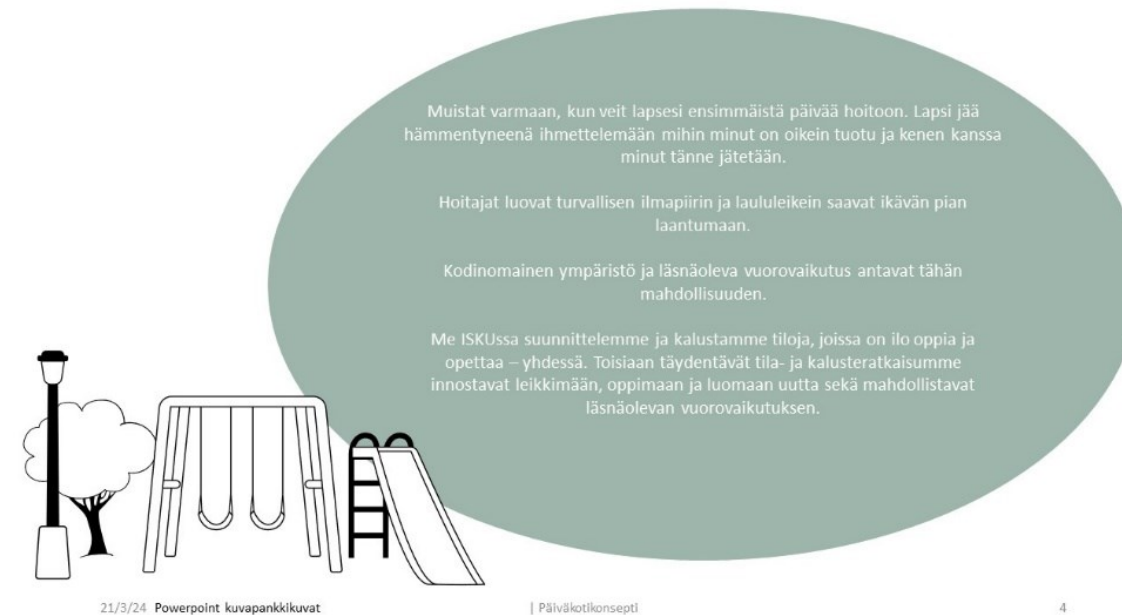 Muistat varmaan, kun veit lapsesi ensimmäistä päivää hoitoon. Lapsi jää
hämmentyneenä ihmettelemään mihin minut on oikein tuotu ja kenen kanssa
minut tänne jätetään.
Hoitajat luovat turvallisen ilmapiirin ja laululeikein saavat ikävän pian
laantumaan.
Kodinomainen ympäristö ja läsnäoleva vuorovaikutus antavat tähän
mahdollisuuden.
Me ISKUssa suunnittelemme ja kalustamme tiloja, joissa on ilo oppia ja
opettaa – yhdessä. Toisiaan täydentävät tila- ja kalusteratkaisumme
innostavat leikkimään, oppimaan ja luomaan uutta sekä mahdollistavat
läsnäolevan vuorovaikutuksen.
21/3/24 Powerpoint kuvapankkikuvat | Päiväkotikonsepti 4